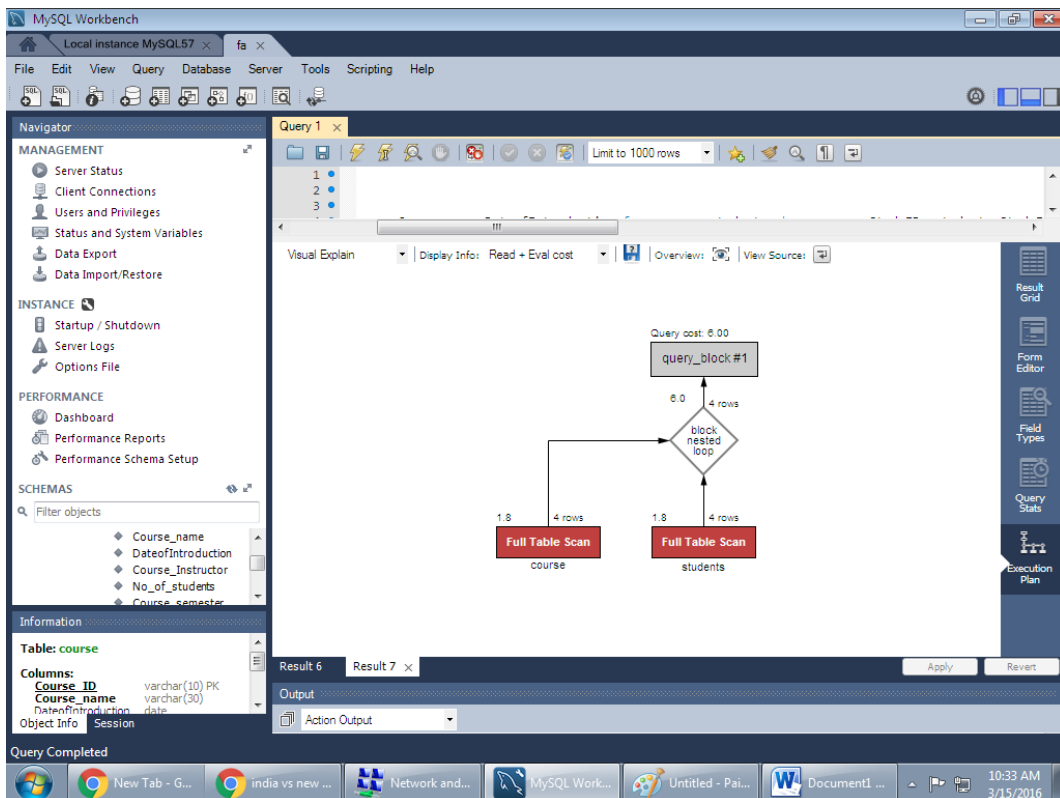 MySQL Workbench
Local instance MySQL57 ×
fa ×
File Edit View Query Database Server Tools Scripting Help
Navigator
MANAGEMENT
Server Status
Client Connections
Users and Privileges
Status and System Variables
Data Export
Data Import/Restore
INSTANCE
Startup / Shutdown
Server Logs
Options File
PERFORMANCE
Dashboard
Performance Reports
Performance Schema Setup
SCHEMAS
Filter objects
Course_name
DateofIntroduction
Course_Instructor
No_of_students
Course_semester
Information
Table: course
Columns:
Course_ID varchar(10) PK
Course_name varchar(30)
DateofIntroduction date
Object Info Session
Query Completed
Query 1 ×
Limit to 1000 rows
1
2
3
Visual Explain Display Info: Read + Eval cost Overview: View Source:
Query cost: 6.00
query_block #1
6.0 4 rows
block
nested
loop
1.8 4 rows 1.8 4 rows
Full Table Scan Full Table Scan
course students
Result
Grid
Form
Editor
Field
Types
Query
Stats
Execution
Plan
Result 6 Result 7 × Apply Revert
Output
Action Output
New Tab - G... india vs new ... Network and... MySQL Work... Untitled - Pai... Document1 ...
10:33 AM
3/15/2016